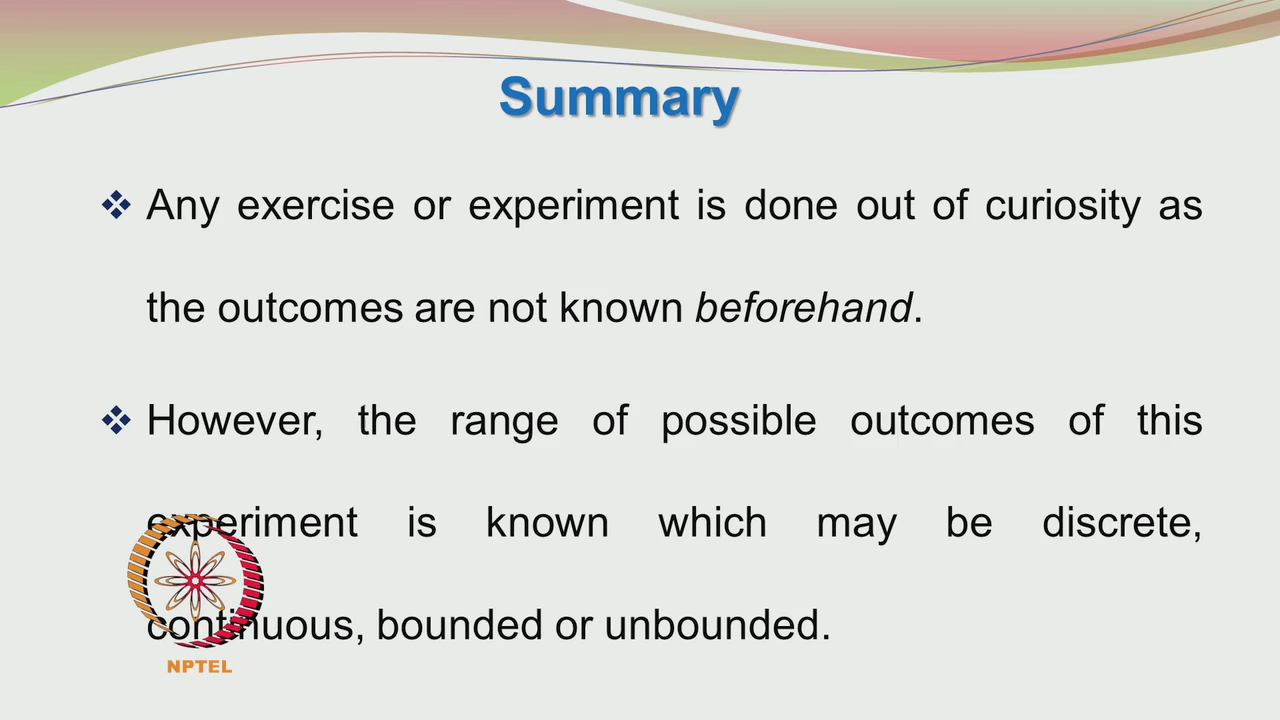 Summary
❖ Any exercise or experiment is done out of curiosity as
the outcomes are not known beforehand.
❖ However, the range of possible outcomes of this
experiment is known which may be discrete,
continuous, bounded or unbounded.
NPTEL